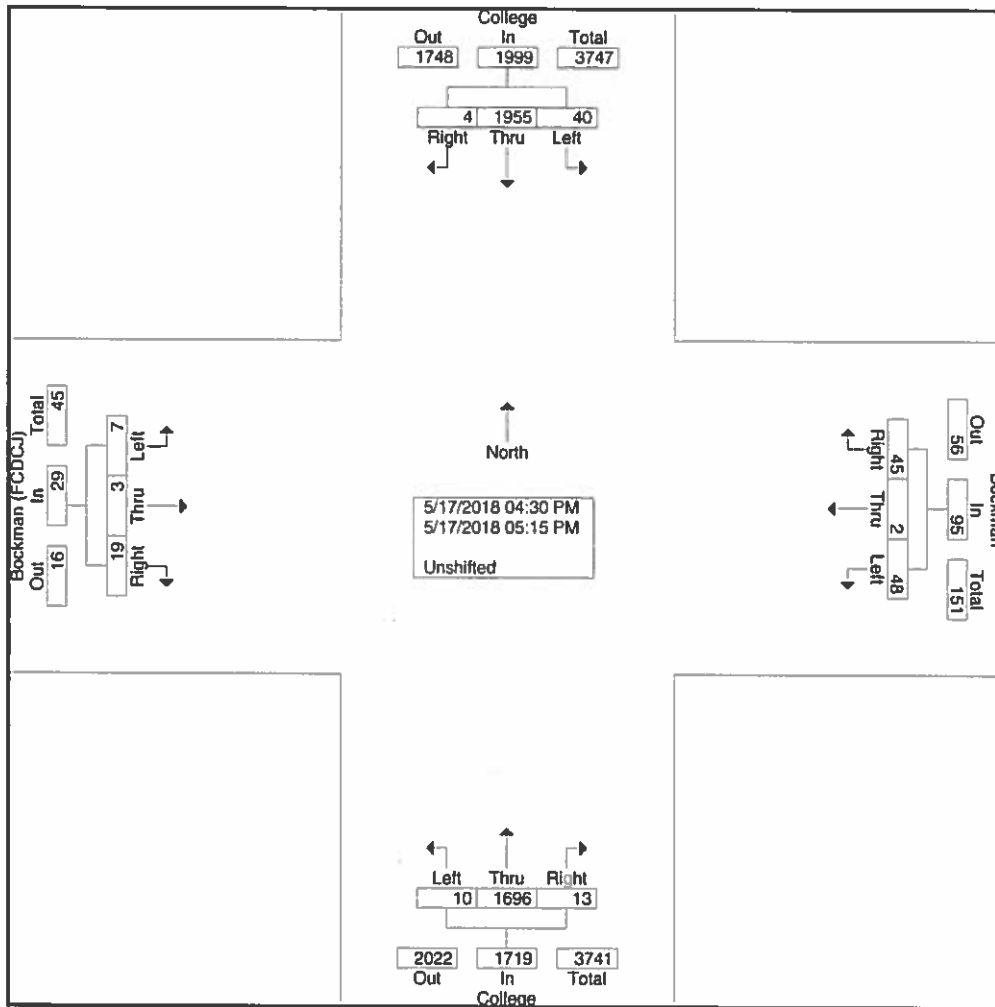 College
Out In Total
1748 1999 3747
4 1955 40
Right Thru Left
Bockman (FCDCJ)
Out In Total
16 29 45
Right Thru Left
19 3 7
North
5/17/2018 04:30 PM
5/17/2018 05:15 PM
Unshifted
Right Thru Left
45 2 48
Out In Total
56 95 151
Left Thru Right
10 1696 13
2022 1719 3741
Out In Total
College